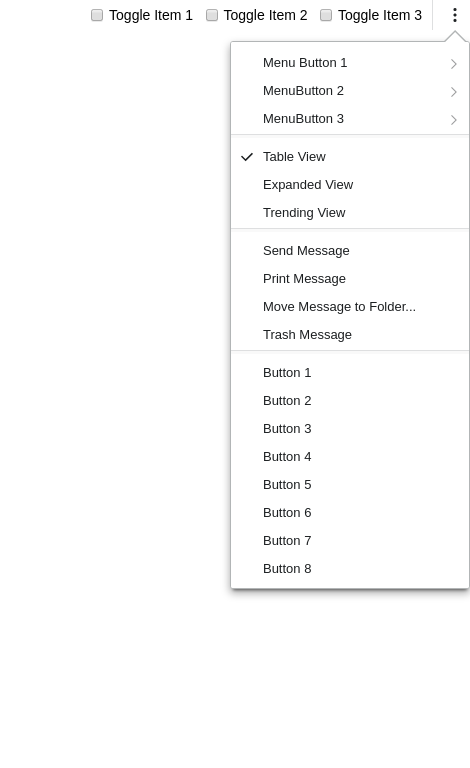 Toggle Item 1 Toggle Item 2 Toggle Item 3
Menu Button 1
MenuButton 2
MenuButton 3
Table View
Expanded View
Trending View
Send Message
Print Message
Move Message to Folder...
Trash Message
Button 1
Button 2
Button 3
Button 4
Button 5
Button 6
Button 7
Button 8